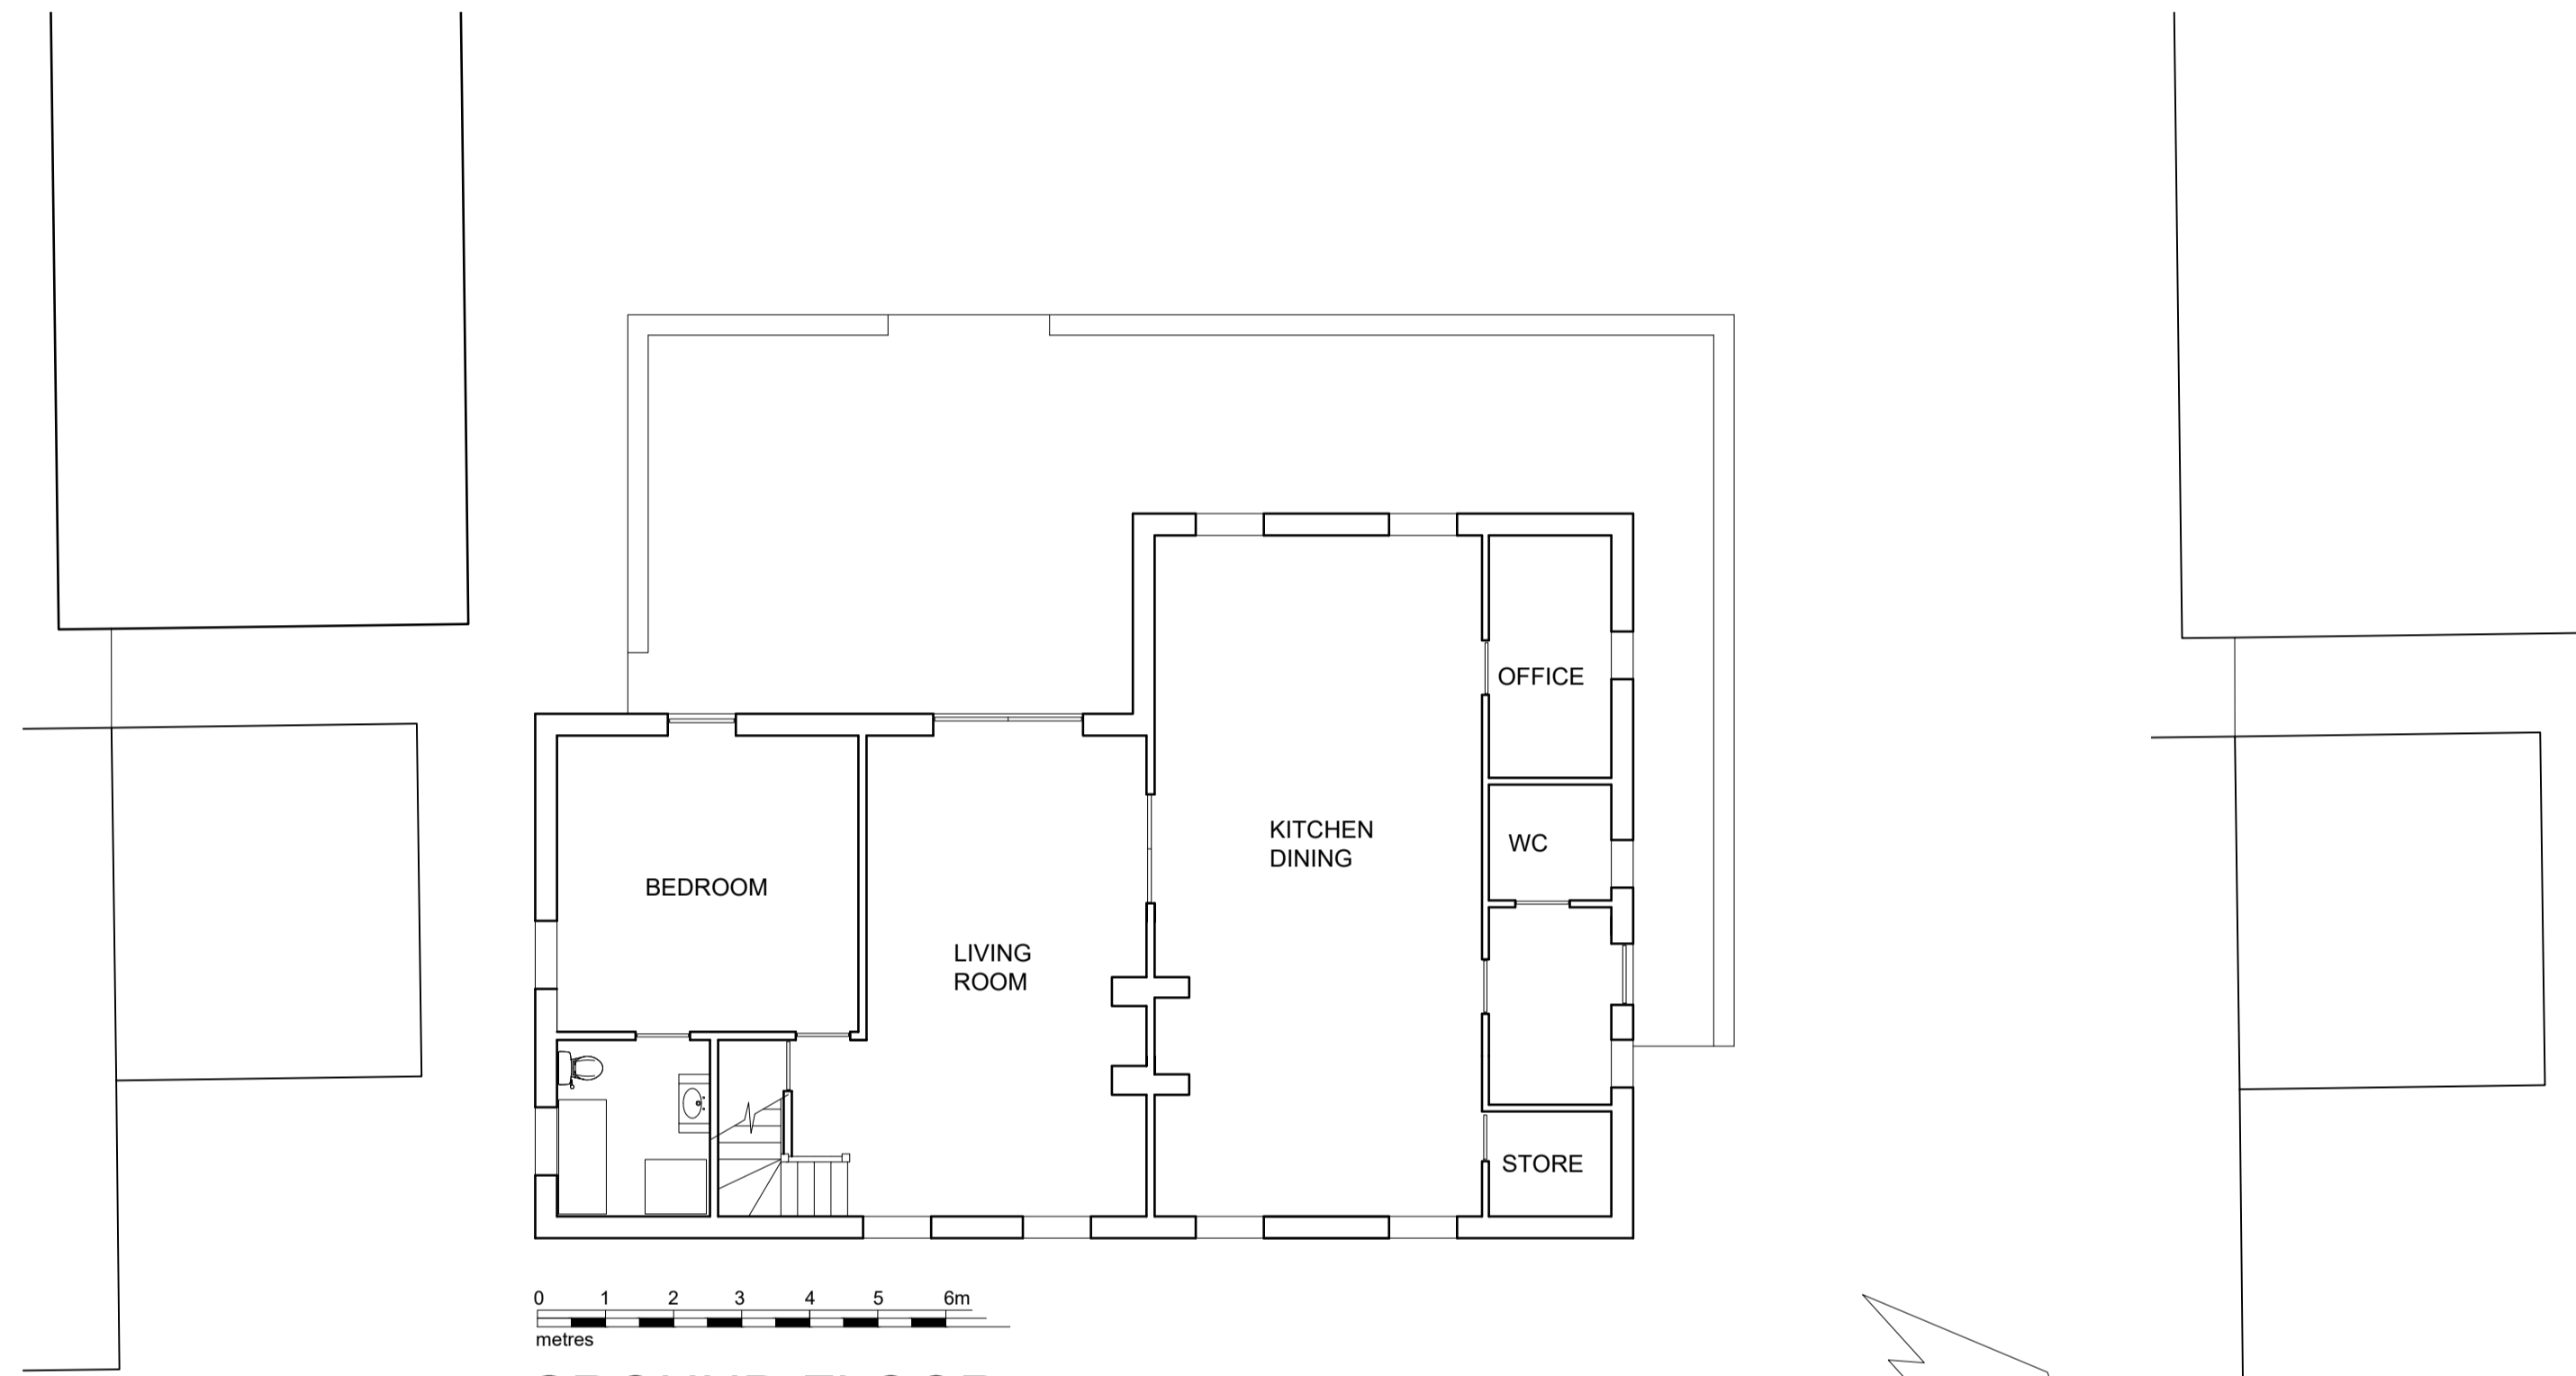 OFFICE
KITCHEN
DINING
WC
BEDROOM
LIVING
ROOM
STORE
0 1 2 3 4 5 6m
metres